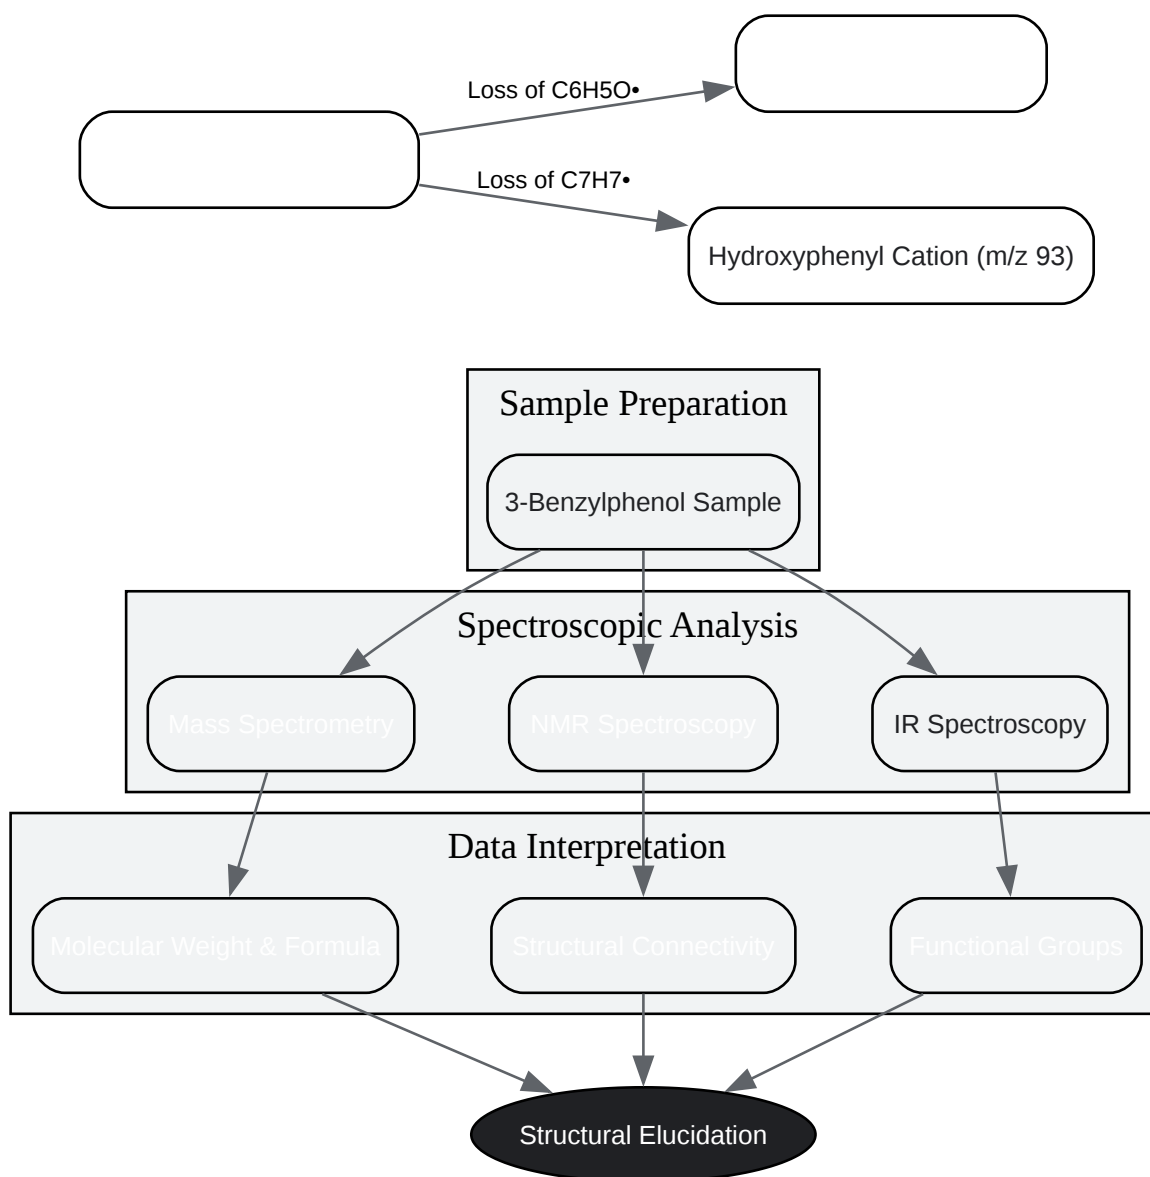 Loss of C6H5O•
Loss of C7H7•
Hydroxyphenyl Cation (m/z 93)
Sample Preparation
3-Benzylphenol Sample
Spectroscopic Analysis
Mass Spectrometry
NMR Spectroscopy
IR Spectroscopy
Data Interpretation
Molecular Weight & Formula
Structural Connectivity
Functional Groups
Structural Elucidation